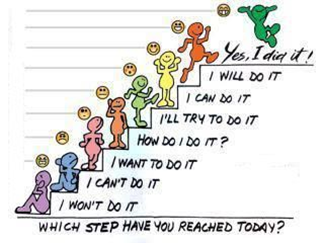 Yes, I did it!
I WILL DO IT
I CAN DO IT
I'LL TRY TO DO IT
HOW DO I DO IT?
I WANT TO DO IT
I CAN'T DO IT
I WON'T DO IT
WHICH STEP HAVE YOU REACHED TODAY?